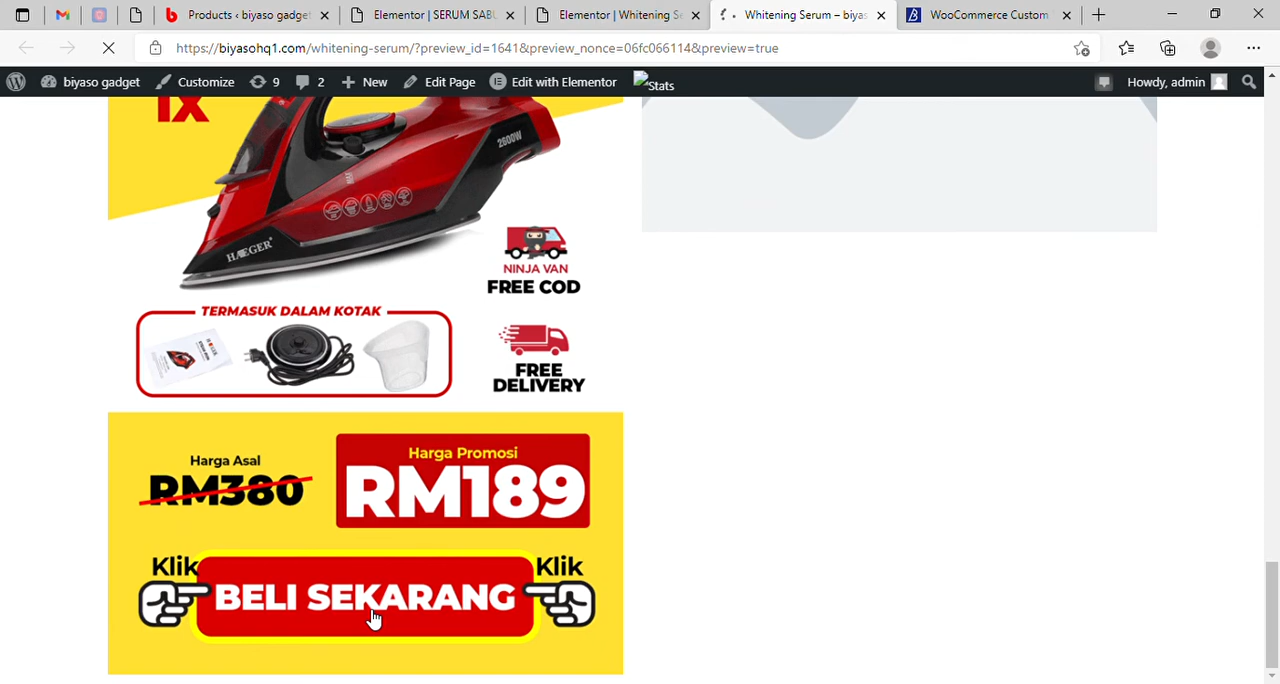 Products ‹ biyaso gadget
Elementor | SERUM SABU
Elementor | Whitening Se
Whitening Serum – biyas
WooCommerce Custom
https://biyasohq1.com/whitening-serum/?preview_id=1641&preview_nonce=06fc066114&preview=true
biyaso gadget
Customize
9
2
New
Edit Page
Edit with Elementor
Stats
Howdy, admin
1X
2600W
HAEGER
NINJA VAN
FREE COD
TERMASUK DALAM KOTAK
FREE
DELIVERY
Harga Asal
RM380
Harga Promosi
RM189
Klik
BELI SEKARANG
Klik